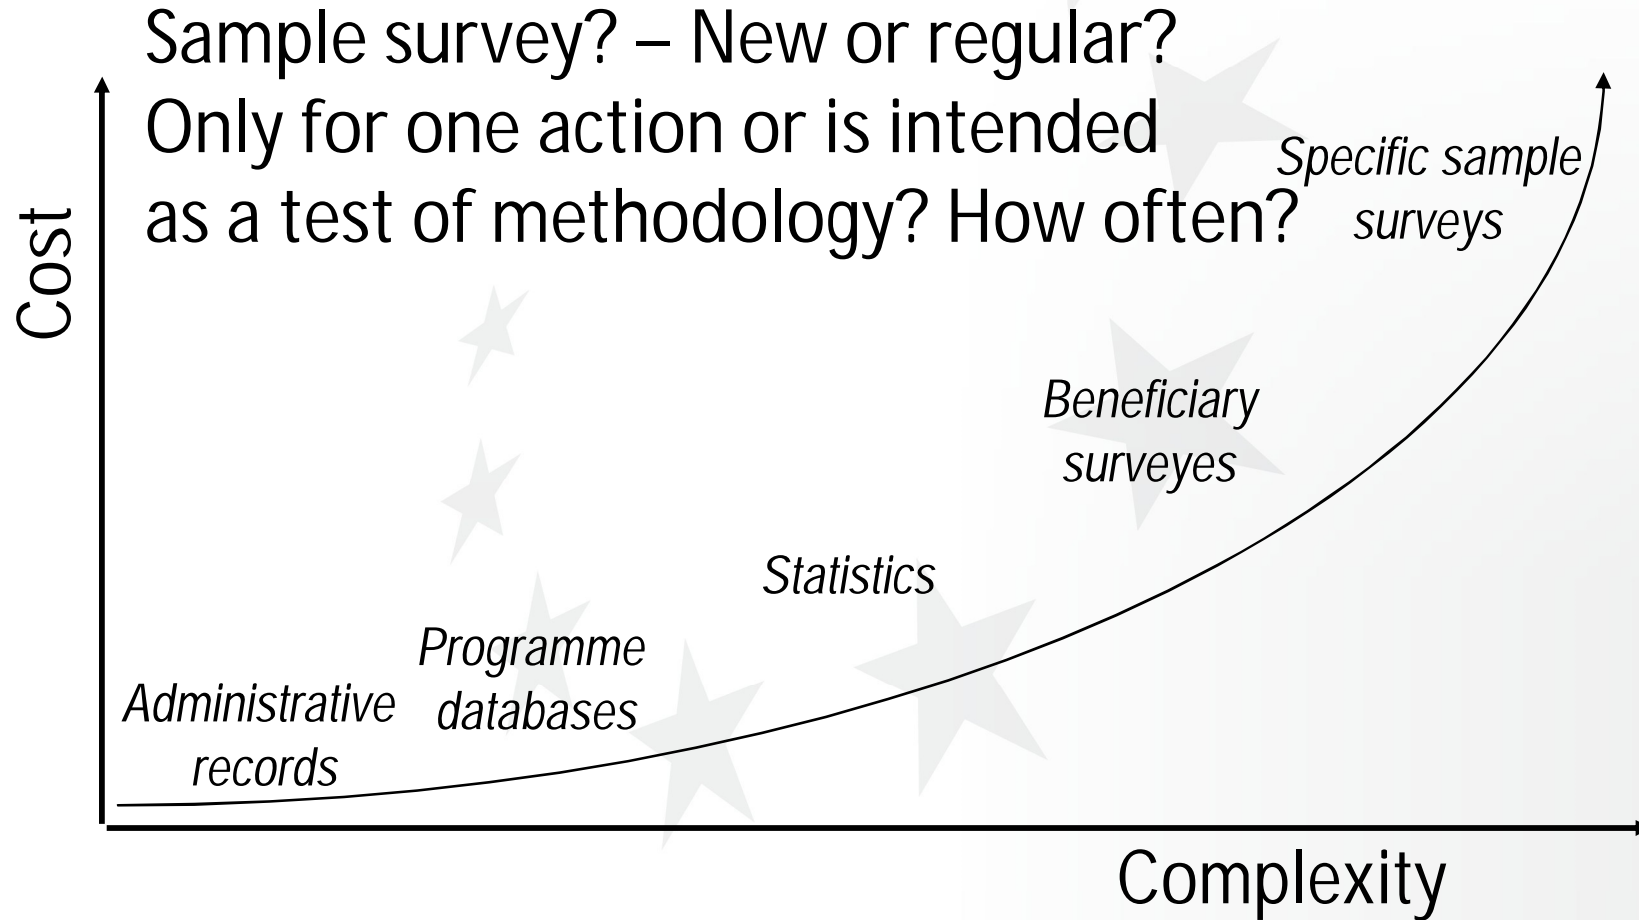 Sample survey? – New or regular?
Only for one action or is intended
as a test of methodology? How often?
Cost
Specific sample
surveys
Beneficiary
surveyes
Statistics
Programme
databases
Administrative
records
Complexity